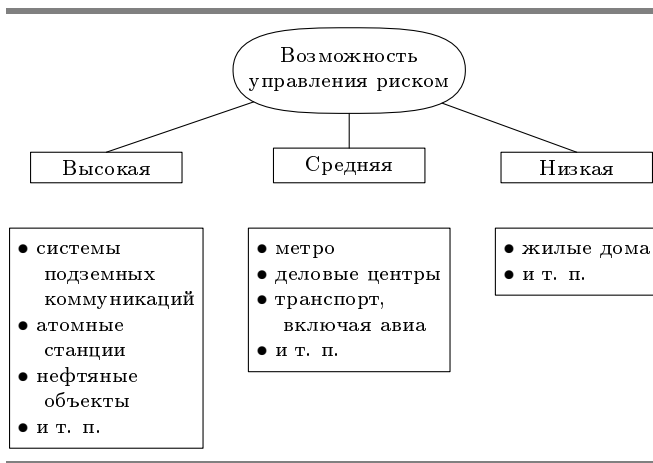 Возможность
управления риском
Высокая
Средняя
Низкая
• системы
подземных
коммуникаций
• атомные
станции
• нефтяные
объекты
• и т. п.
• метро
• деловые центры
• транспорт,
включая авиа
• и т. п.
• жилые дома
• и т. п.